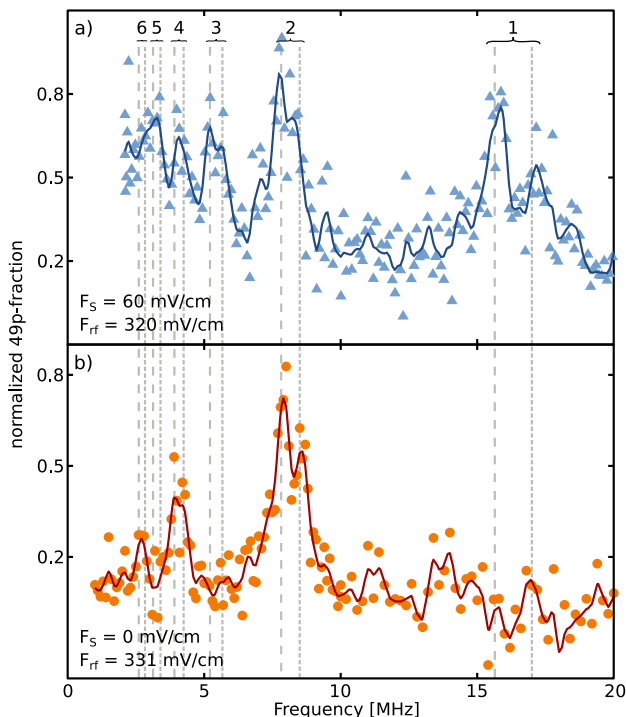 a)
6 5 4 3 2 1
0.8
0.5
0.2
F_S = 60 mV/cm
F_rf = 320 mV/cm
normalized 49p-fraction
b)
0.8
0.5
0.2
F_S = 0 mV/cm
F_rf = 331 mV/cm
0 5 10 15 20
Frequency [MHz]